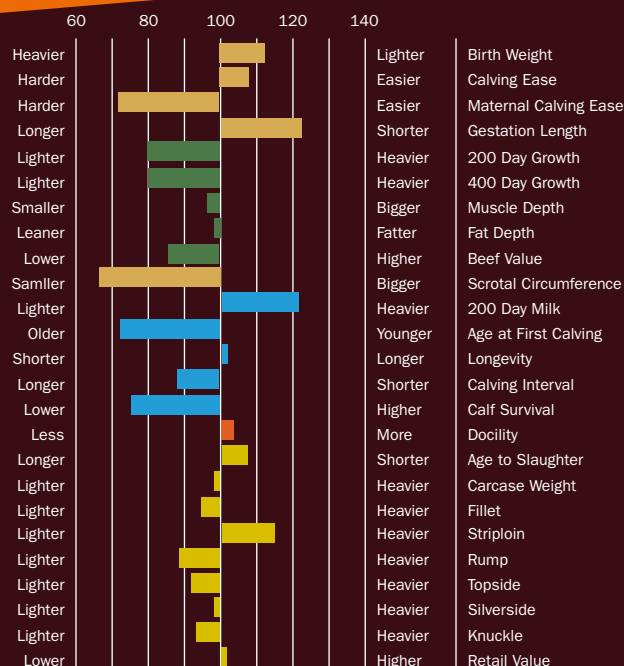 60 80 100 120 140
Heavier Lighter Birth Weight
Harder Easier Calving Ease
Harder Easier Maternal Calving Ease
Longer Shorter Gestation Length
Lighter Heavier 200 Day Growth
Lighter Heavier 400 Day Growth
Smaller Bigger Muscle Depth
Leaner Fatter Fat Depth
Lower Higher Beef Value
Samller Bigger Scrotal Circumference
Lighter Heavier 200 Day Milk
Older Younger Age at First Calving
Shorter Longer Longevity
Longer Shorter Calving Interval
Lower Higher Calf Survival
Less More Docility
Longer Shorter Age to Slaughter
Lighter Heavier Carcase Weight
Lighter Heavier Fillet
Lighter Heavier Striploin
Lighter Heavier Rump
Lighter Heavier Topside
Lighter Heavier Silverside
Lighter Heavier Knuckle
Lower Higher Retail Value